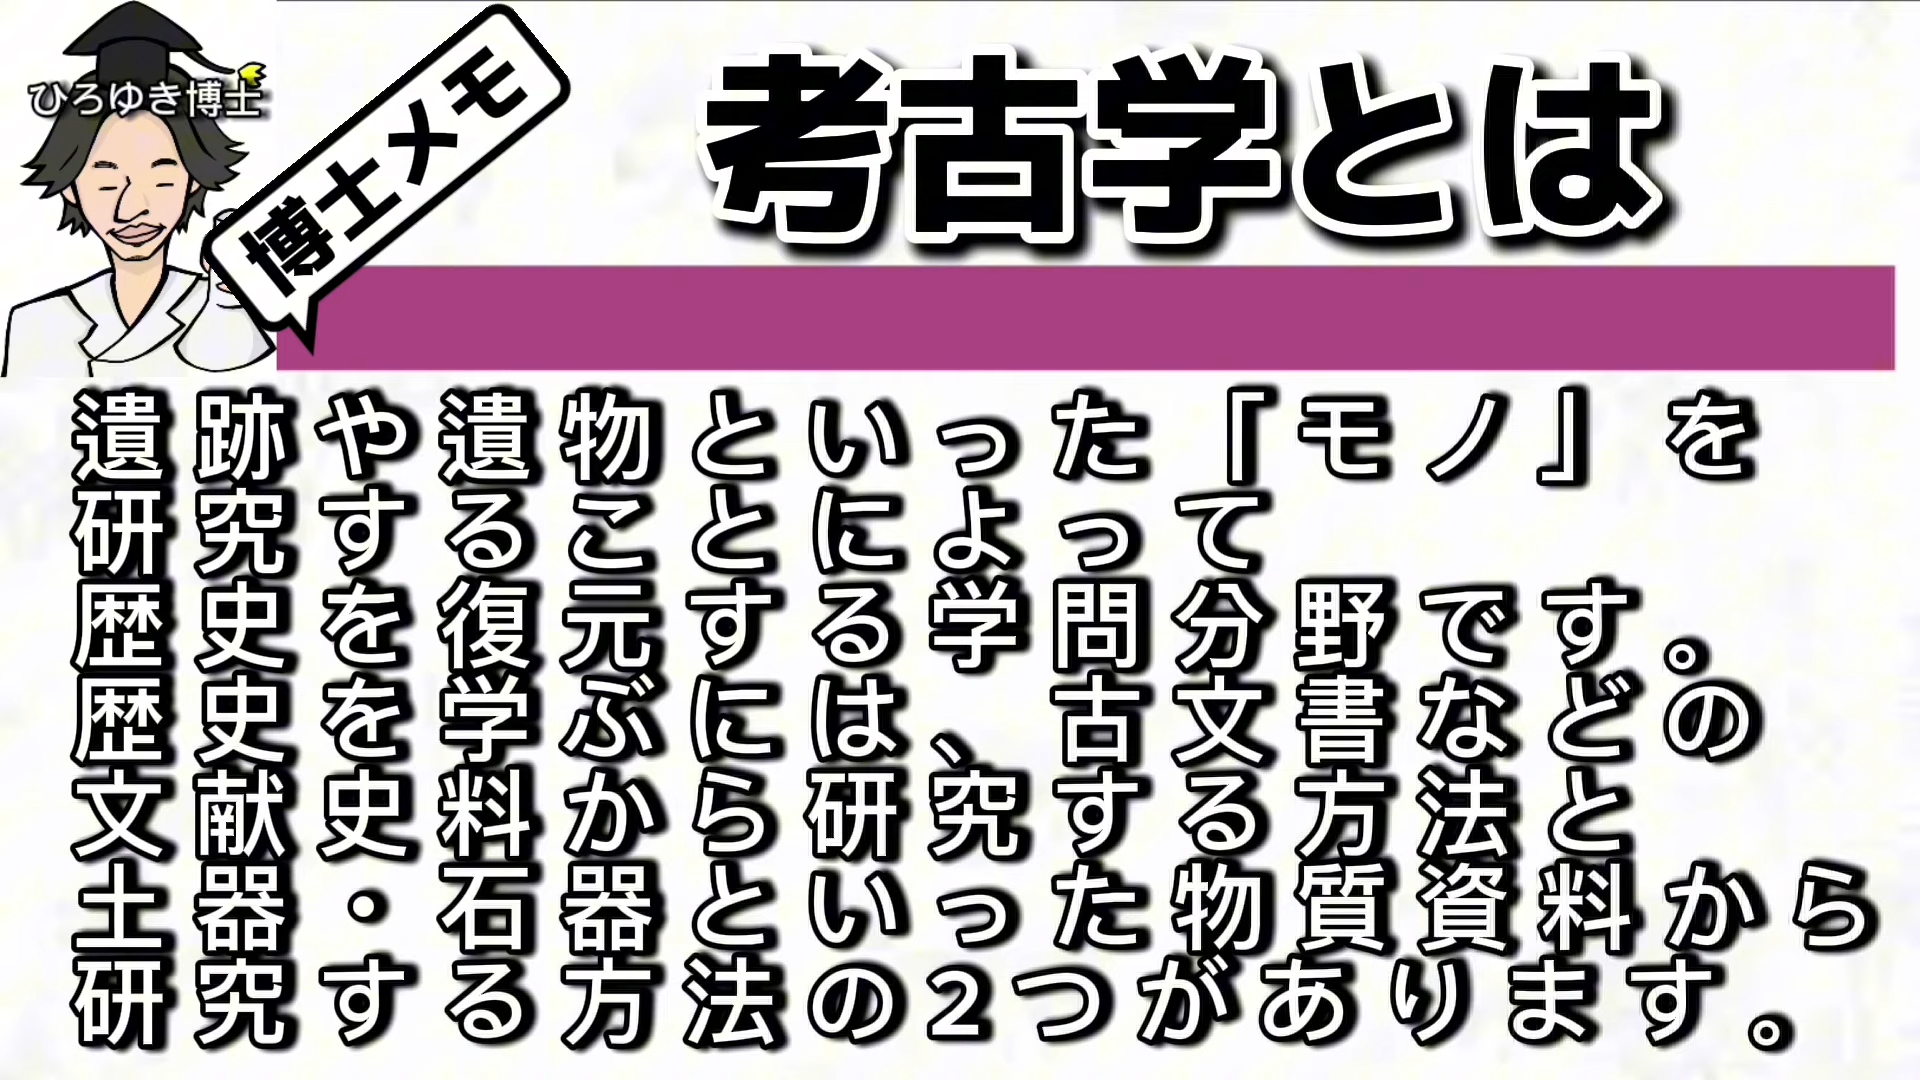 ひろゆき博士
博士メモ
考古学とは
遺跡や遺物といった『モノ』を
研究することによって
歴史を復元する学問分野です。
歴史を学ぶには、古文書などの
文献史料から研究する方法と
土器・石器といった物質資料から
研究する方法の2つがあります。